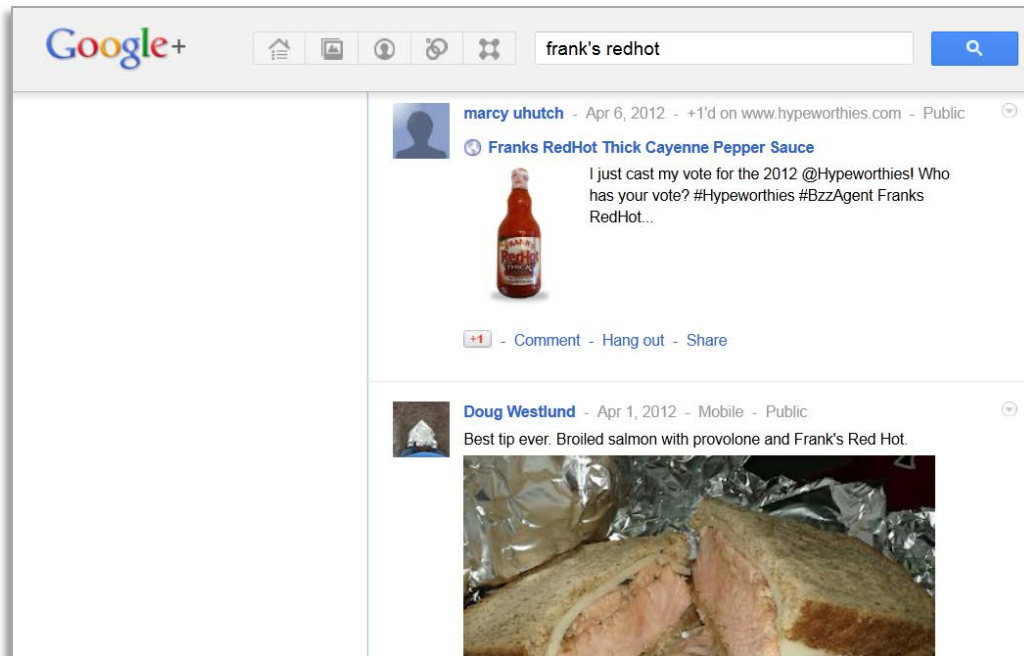 Google+
frank's redhot
marcy uhutch - Apr 6, 2012 - +1'd on www.hypeworthies.com - Public
Franks RedHot Thick Cayenne Pepper Sauce
I just cast my vote for the 2012 @Hypeworthies! Who
has your vote? #Hypeworthies #BzzAgent Franks
RedHot...
FRANK'S
RedHot
THICK
+1 - Comment - Hang out - Share
Doug Westlund - Apr 1, 2012 - Mobile - Public
Best tip ever. Broiled salmon with provolone and Frank's Red Hot.